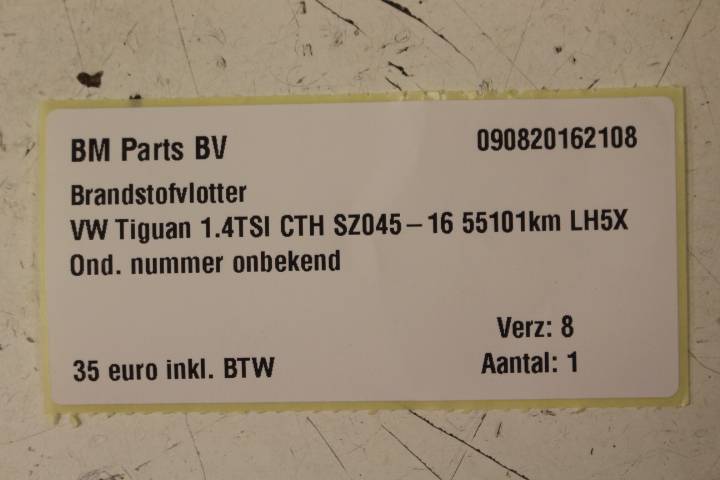 BM Parts BV 090820162108
Brandstofvlotter
VW Tiguan 1.4TSI CTH SZ045-16 55101km LH5X
Ond. nummer onbekend
Verz: 8
35 euro inkl. BTW Aantal: 1